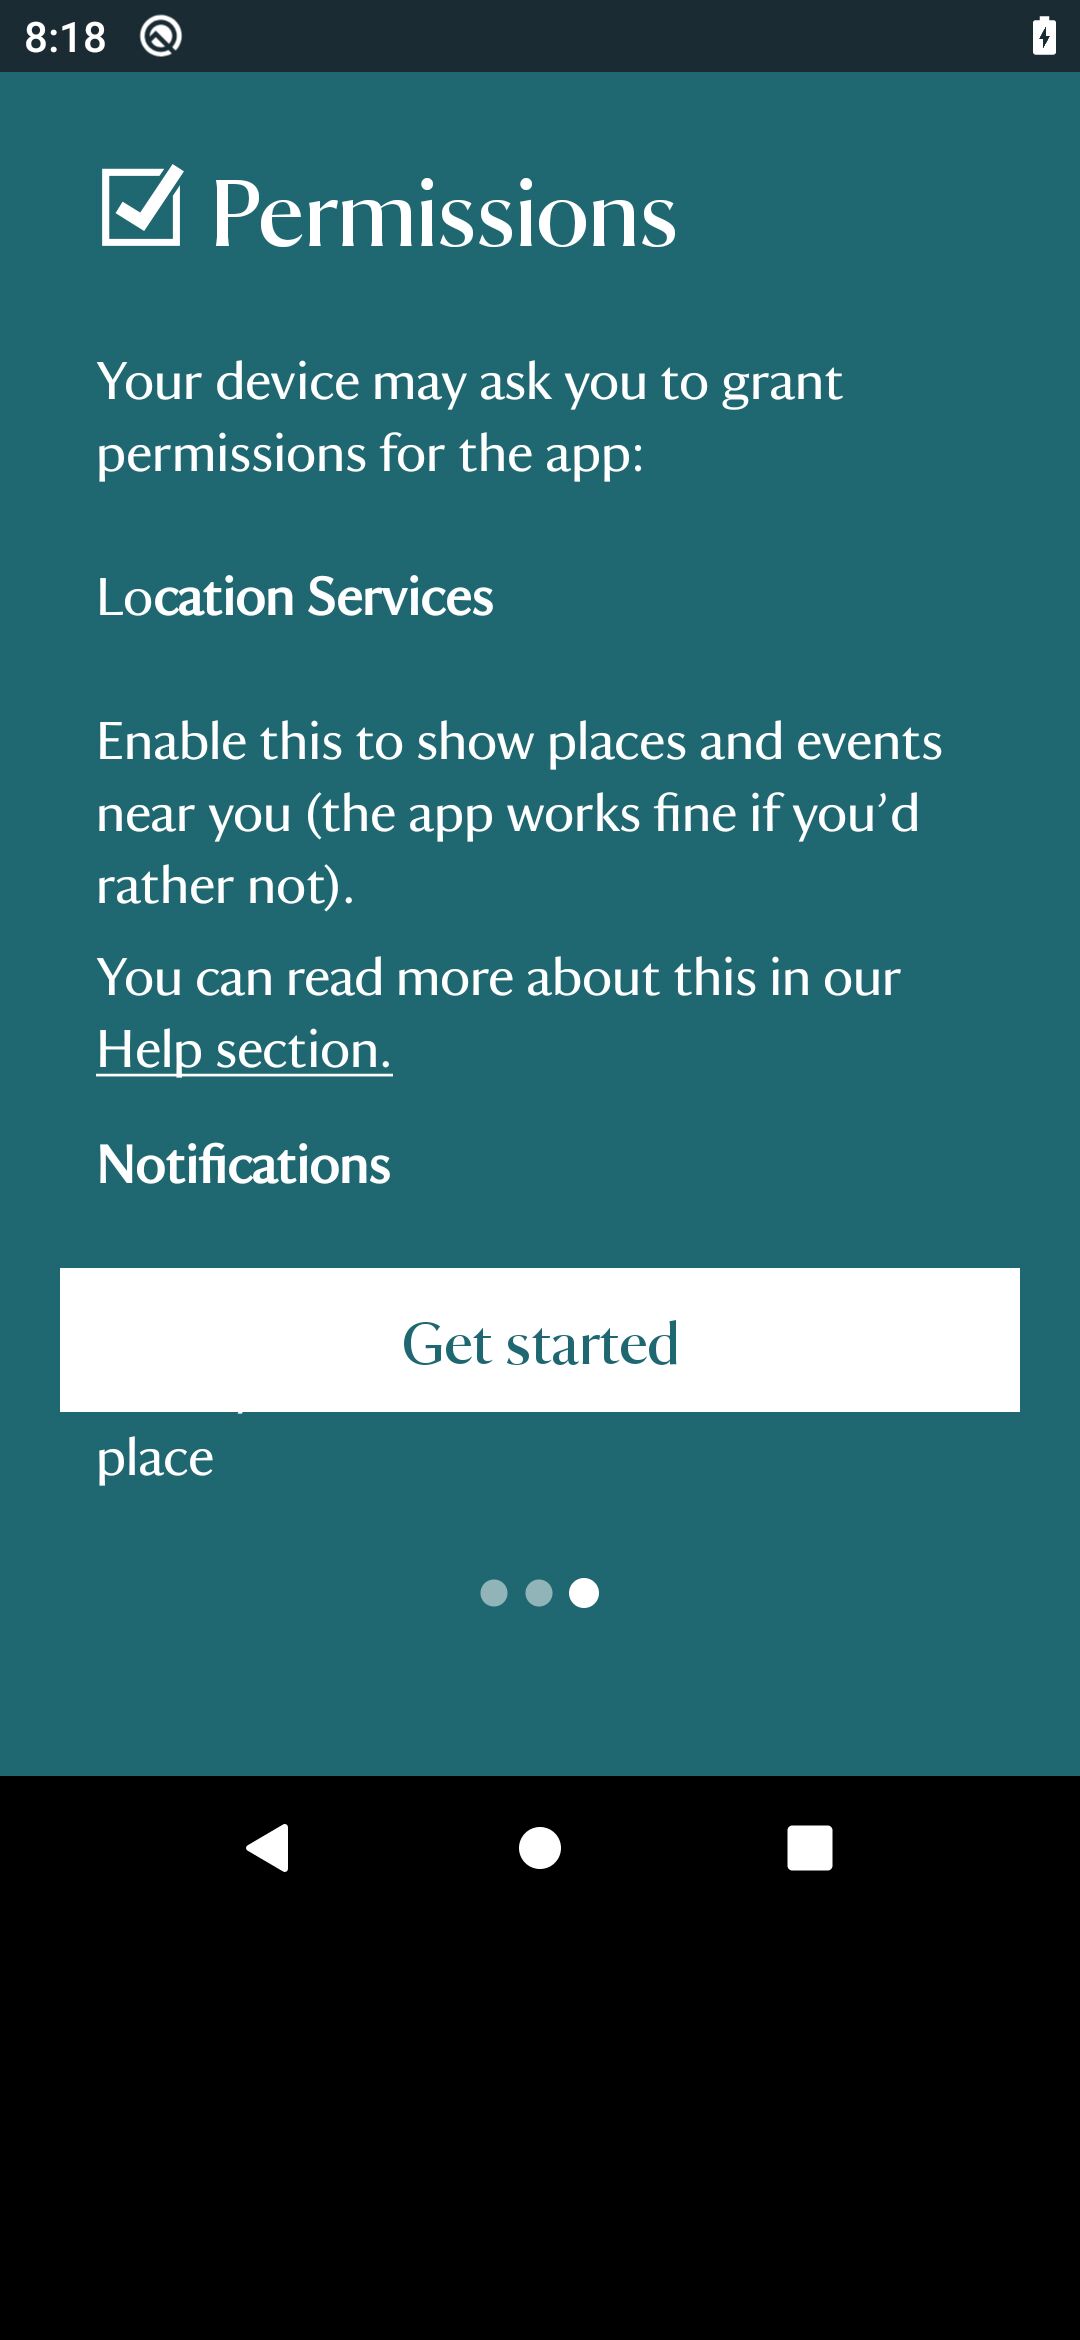 8:18
Permissions
Your device may ask you to grant
permissions for the app:
Location Services
Enable this to show places and events
near you (the app works fine if you’d
rather not).
You can read more about this in our
Help section.
Notifications
Get started
place